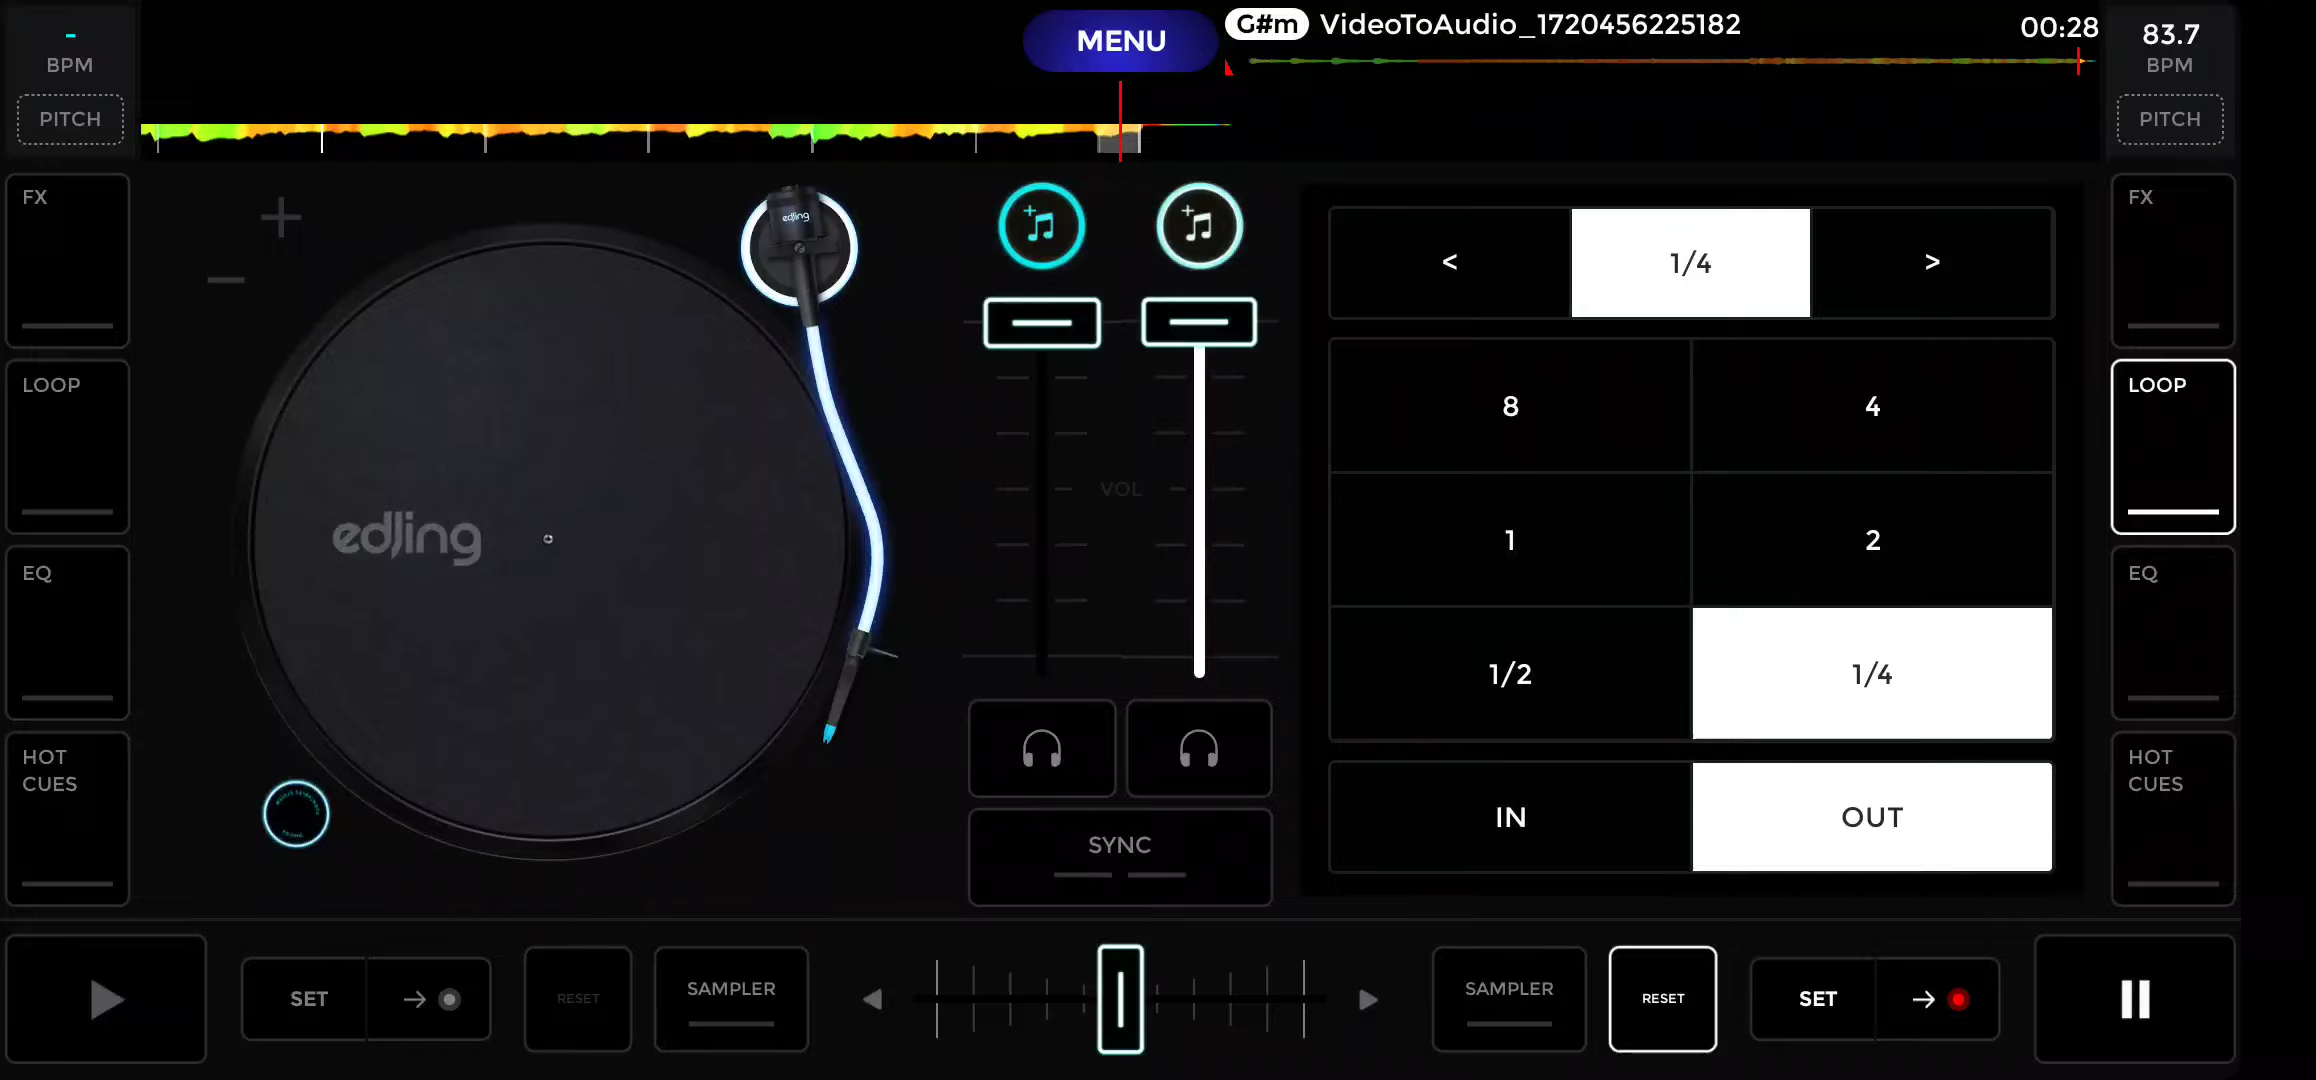 -
BPM
PITCH
MENU
G#m VideoToAudio_1720456225182
00:28
83.7
BPM
PITCH
FX
LOOP
EQ
HOT
CUES
+
−
edjing
edjing
VOL
SYNC
< 1/4 >
8 4
1 2
1/2 1/4
IN OUT
FX
LOOP
EQ
HOT
CUES
SET
RESET
SAMPLER
SAMPLER
RESET
SET